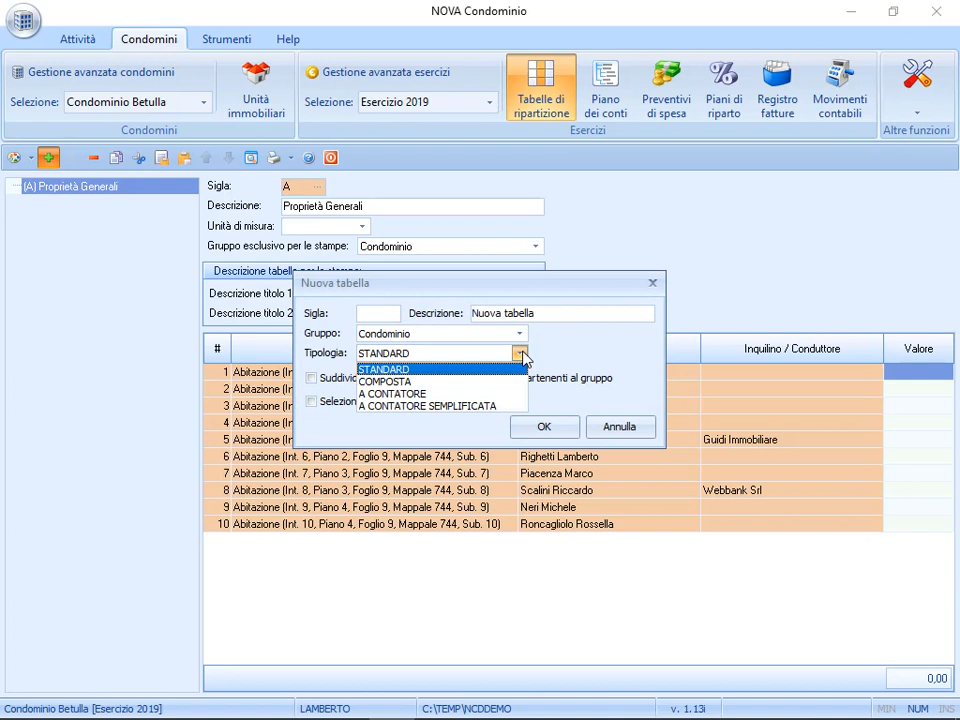 NOVA Condominio
Attività Condomini Strumenti Help
Gestione avanzata condomini
Selezione: Condominio Betulla
Unità immobiliari
Condomini
Gestione avanzata esercizi
Selezione: Esercizio 2019
Tabelle di ripartizione
Piano dei conti
Preventivi di spesa
Piani di riparto
Registro fatture
Movimenti contabili
Esercizi
Altre funzioni
(A) Proprietà Generali
Sigla: A ...
Descrizione: Proprietà Generali
Unità di misura:
Gruppo esclusivo per le stampe: Condominio
Descrizione titolo 1
Descrizione titolo 2
Nuova tabella
Sigla: Descrizione: Nuova tabella
Gruppo: Condominio
Tipologia: STANDARD
STANDARD
COMPOSTA
A CONTATORE
A CONTATORE SEMPLIFICATA
Suddivi
artenenti al gruppo
Selezion
OK Annulla
# Inquilino / Conduttore Valore
1 Abitazione (I
2 Abitazione (I
3 Abitazione (I
4 Abitazione (I
5 Abitazione (I Guidi Immobiliare
6 Abitazione (Int. 6, Piano 2, Foglio 9, Mappale 744, Sub. 6) Righetti Lamberto
7 Abitazione (Int. 7, Piano 3, Foglio 9, Mappale 744, Sub. 7) Piacenza Marco
8 Abitazione (Int. 8, Piano 3, Foglio 9, Mappale 744, Sub. 8) Scalini Riccardo Webbank Srl
9 Abitazione (Int. 9, Piano 4, Foglio 9, Mappale 744, Sub. 9) Neri Michele
10 Abitazione (Int. 10, Piano 4, Foglio 9, Mappale 744, Sub. 10) Roncagliolo Rossella
0,00
Condominio Betulla [Esercizio 2019] LAMBERTO C:\TEMP\NCDDEMO v. 1.13i MIN NUM INS